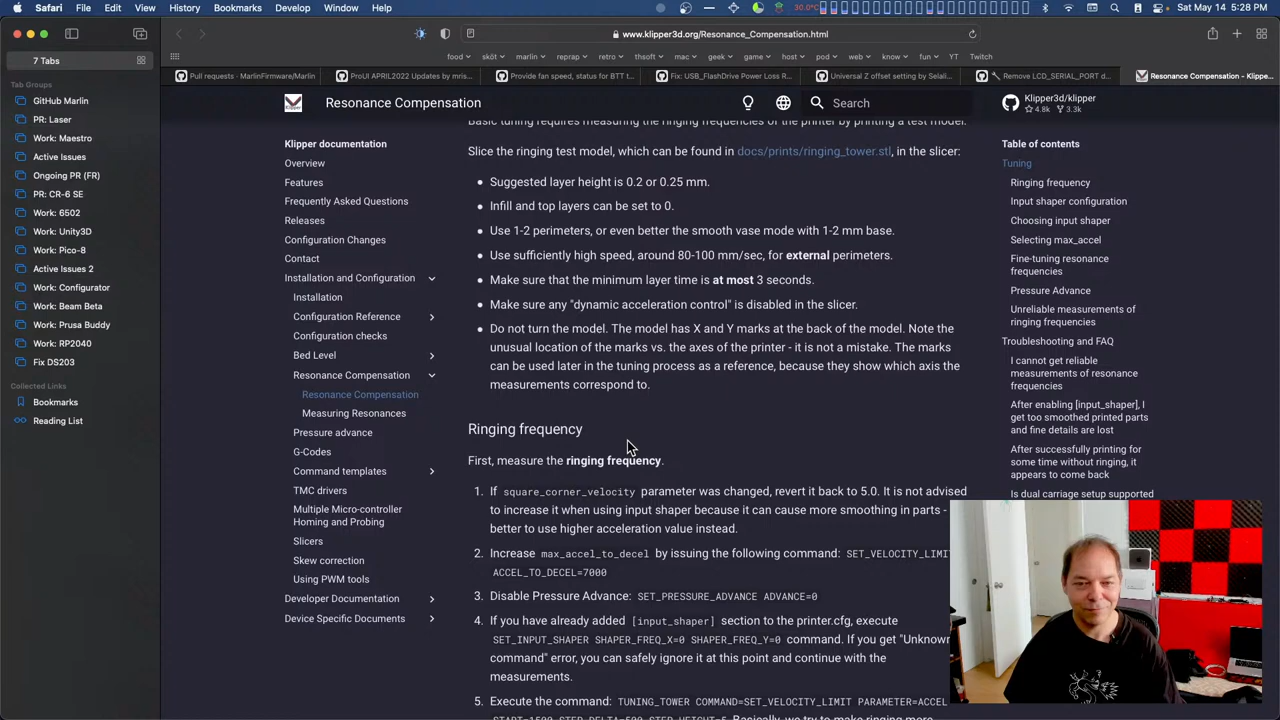 Safari File Edit View History Bookmarks Develop Window Help
30.0°C
Sat May 14 5:28 PM
7 Tabs
www.klipper3d.org/Resonance_Compensation.html
food sköt marlin reprap retro thsoft mac geek game host pod web know fun YT Twitch
Pull requests · MarlinFirmware/Marlin
ProUI APRIL2022 Updates by mris...
Provide fan speed, status for BTT t...
Fix: USB_FlashDrive Power Loss R...
Universal Z offset setting by Selaili...
Remove LCD_SERIAL_PORT d...
Resonance Compensation - Klippe...
Tab Groups
GitHub Marlin
PR: Laser
Work: Maestro
Active Issues
Ongoing PR (FR)
PR: CR-6 SE
Work: 6502
Work: Unity3D
Work: Pico-8
Active Issues 2
Work: Configurator
Work: Beam Beta
Work: Prusa Buddy
Work: RP2040
Fix DS203
Collected Links
Bookmarks
Reading List
Klipper
Resonance Compensation
Search
Klipper3d/klipper
4.8k 3.3k
Klipper documentation
Overview
Features
Frequently Asked Questions
Releases
Configuration Changes
Contact
Installation and Configuration
Installation
Configuration Reference
Configuration checks
Bed Level
Resonance Compensation
Resonance Compensation
Measuring Resonances
Pressure advance
G-Codes
Command templates
TMC drivers
Multiple Micro-controller
Homing and Probing
Slicers
Skew correction
Using PWM tools
Developer Documentation
Device Specific Documents
Basic tuning requires measuring the ringing frequencies of the printer by printing a test model.
Slice the ringing test model, which can be found in docs/prints/ringing_tower.stl, in the slicer:
• Suggested layer height is 0.2 or 0.25 mm.
• Infill and top layers can be set to 0.
• Use 1-2 perimeters, or even better the smooth vase mode with 1-2 mm base.
• Use sufficiently high speed, around 80-100 mm/sec, for external perimeters.
• Make sure that the minimum layer time is at most 3 seconds.
• Make sure any "dynamic acceleration control" is disabled in the slicer.
• Do not turn the model. The model has X and Y marks at the back of the model. Note the
unusual location of the marks vs. the axes of the printer - it is not a mistake. The marks
can be used later in the tuning process as a reference, because they show which axis the
measurements correspond to.
Ringing frequency
First, measure the ringing frequency.
1. If square_corner_velocity parameter was changed, revert it back to 5.0. It is not advised
to increase it when using input shaper because it can cause more smoothing in parts -
better to use higher acceleration value instead.
2. Increase max_accel_to_decel by issuing the following command: SET_VELOCITY_LIMIT
ACCEL_TO_DECEL=7000
3. Disable Pressure Advance: SET_PRESSURE_ADVANCE ADVANCE=0
4. If you have already added [input_shaper] section to the printer.cfg, execute
SET_INPUT_SHAPER SHAPER_FREQ_X=0 SHAPER_FREQ_Y=0 command. If you get "Unknown
command" error, you can safely ignore it at this point and continue with the
measurements.
5. Execute the command: TUNING_TOWER COMMAND=SET_VELOCITY_LIMIT PARAMETER=ACCEL
START=1500 STEP_DELTA=500 STEP_HEIGHT=5 Basically, we try to make ringing more
Table of contents
Tuning
Ringing frequency
Input shaper configuration
Choosing input shaper
Selecting max_accel
Fine-tuning resonance
frequencies
Pressure Advance
Unreliable measurements of
ringing frequencies
Troubleshooting and FAQ
I cannot get reliable
measurements of resonance
frequencies
After enabling [input_shaper], I
get too smoothed printed parts
and fine details are lost
After successfully printing for
some time without ringing, it
appears to come back
Is dual carriage setup supported